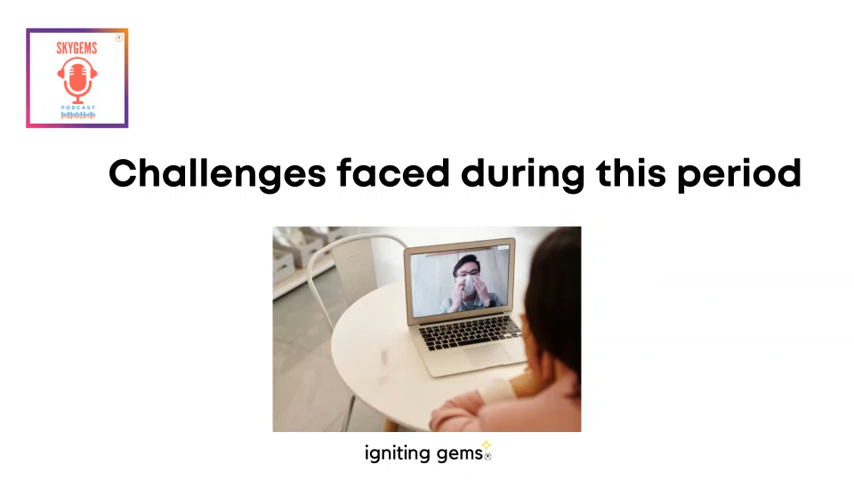 SKYGEMS
PODCAST
Challenges faced during this period
igniting gems